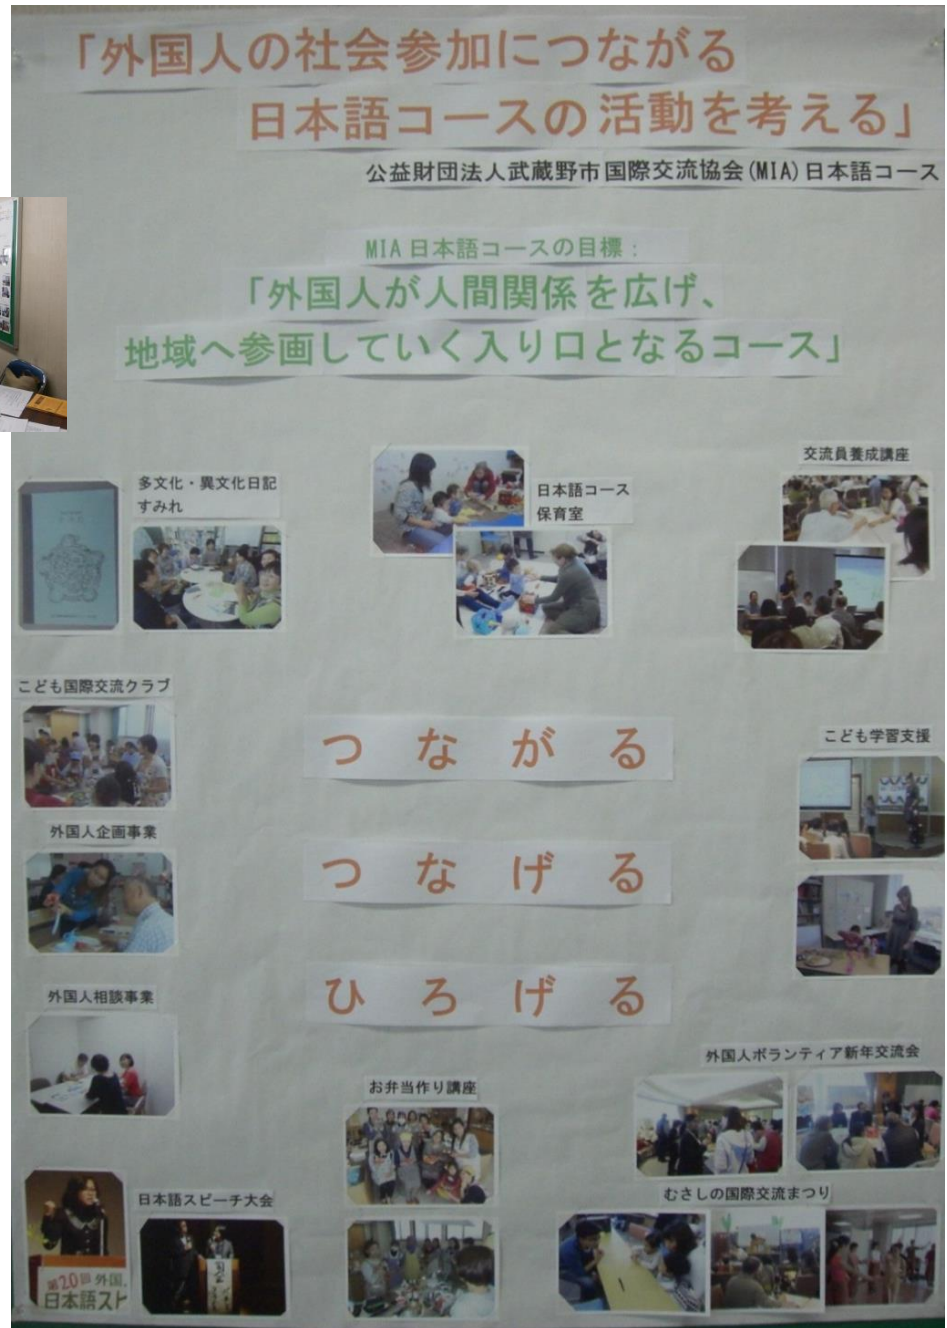 「外国人の社会参加につながる
日本語コースの活動を考える」
公益財団法人武蔵野市国際交流協会(MIA)日本語コース
MIA 日本語コースの目標:
「外国人が人間関係を広げ、
地域へ参画していく入り口となるコース」
多文化・異文化日記
すみれ
日本語コース
保育室
交流員養成講座
こども国際交流クラブ
つながる
こども学習支援
外国人企画事業
つなげる
外国人相談事業
ひろげる
外国人ボランティア新年交流会
お弁当作り講座
むさしの国際交流まつり
日本語スピーチ大会
第20回 外国
日本語スピ